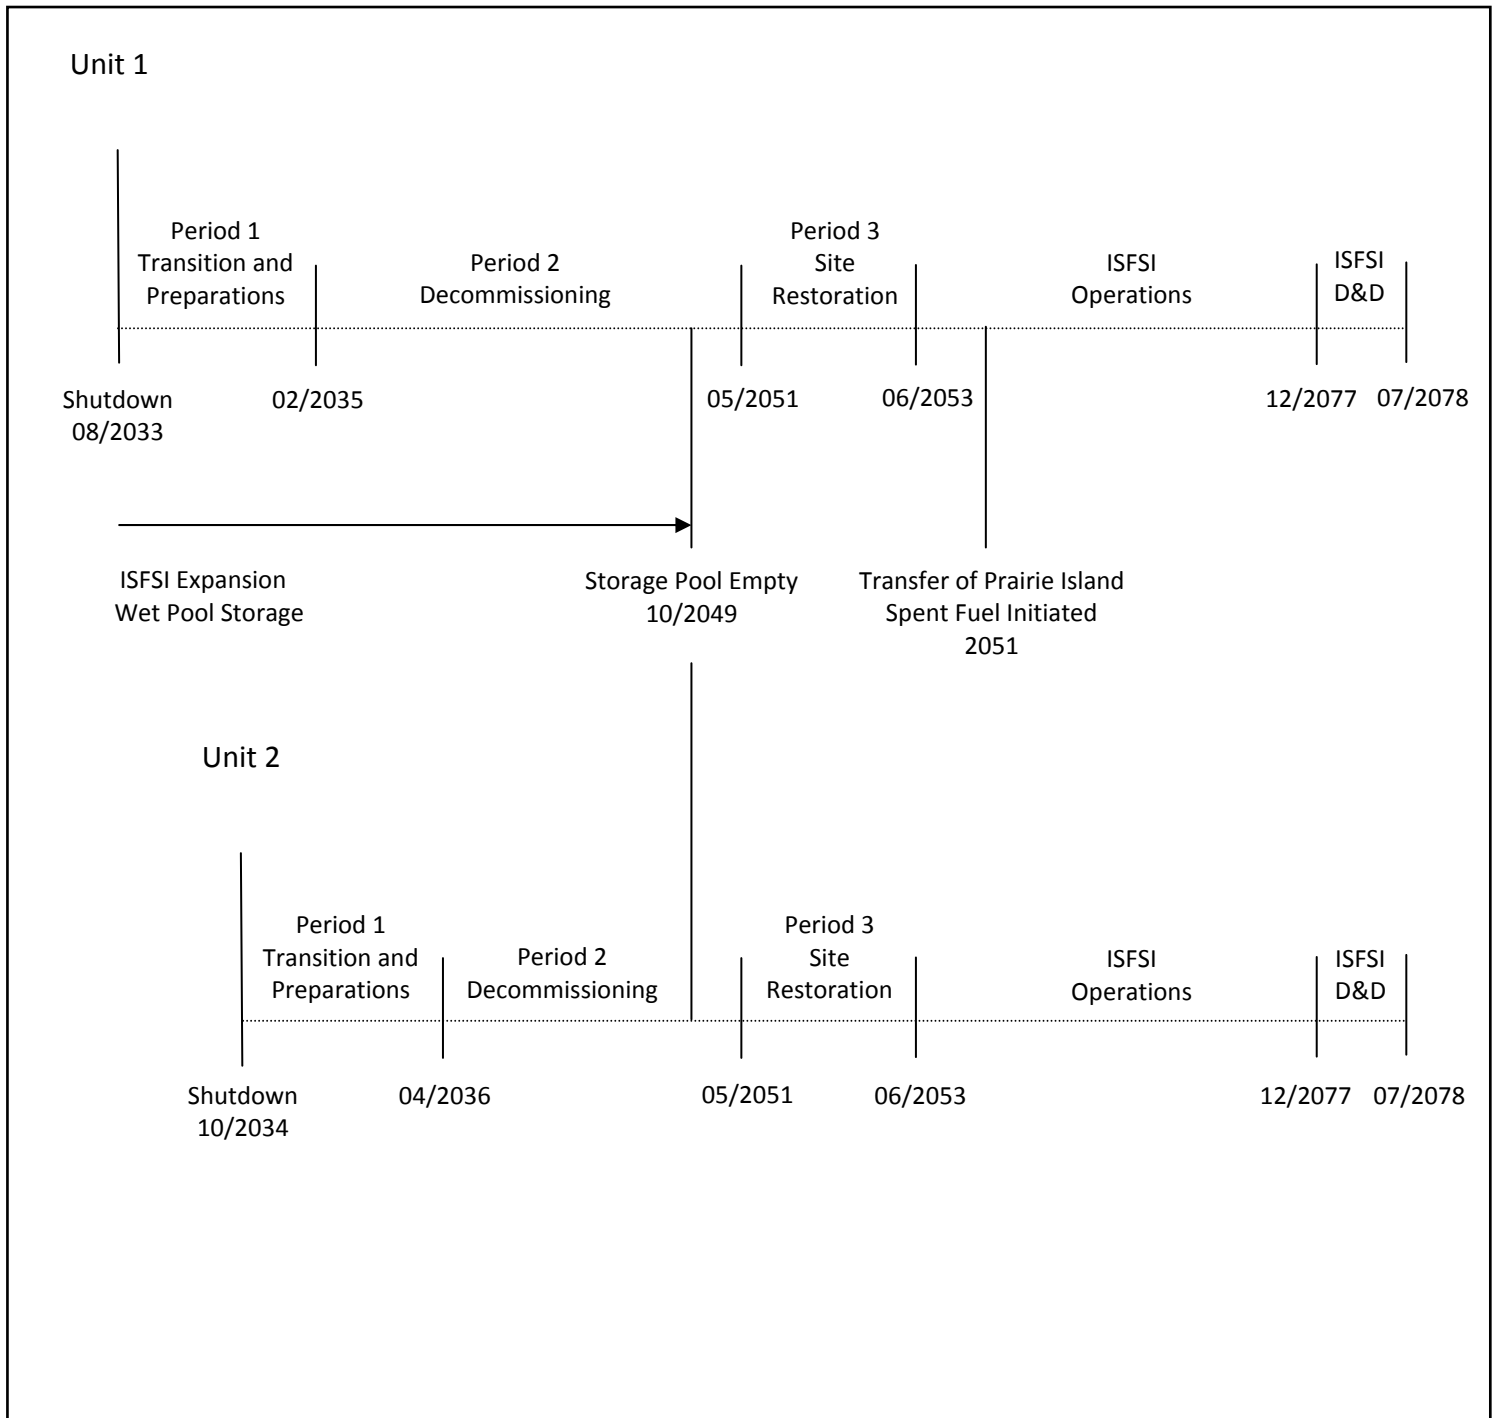 Unit 1
Period 1
Transition and
Preparations
Period 2
Decommissioning
Period 3
Site
Restoration
ISFSI
Operations
ISFSI
D&D
Shutdown
08/2033
02/2035
05/2051
06/2053
12/2077
07/2078
ISFSI Expansion
Wet Pool Storage
Storage Pool Empty
10/2049
Transfer of Prairie Island
Spent Fuel Initiated
2051
Unit 2
Period 1
Transition and
Preparations
Period 2
Decommissioning
Period 3
Site
Restoration
ISFSI
Operations
ISFSI
D&D
Shutdown
10/2034
04/2036
05/2051
06/2053
12/2077
07/2078